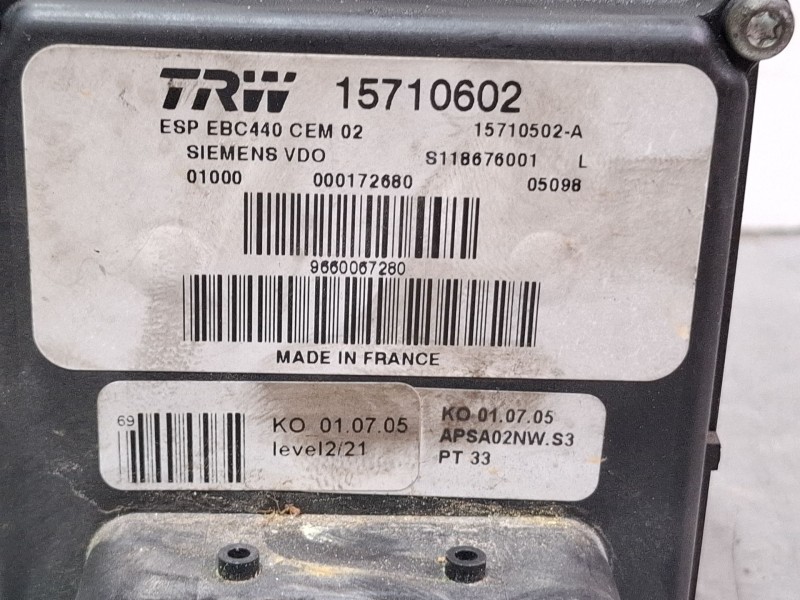 TRW 15710602
ESP EBC440 CEM 02 15710502-A
SIEMENS VDO S118676001 L
01000 000172680 05098
9660067280
MADE IN FRANCE
69
KO 01.07.05
level2/21
KO 01.07.05
APSA02NW.S3
PT 33